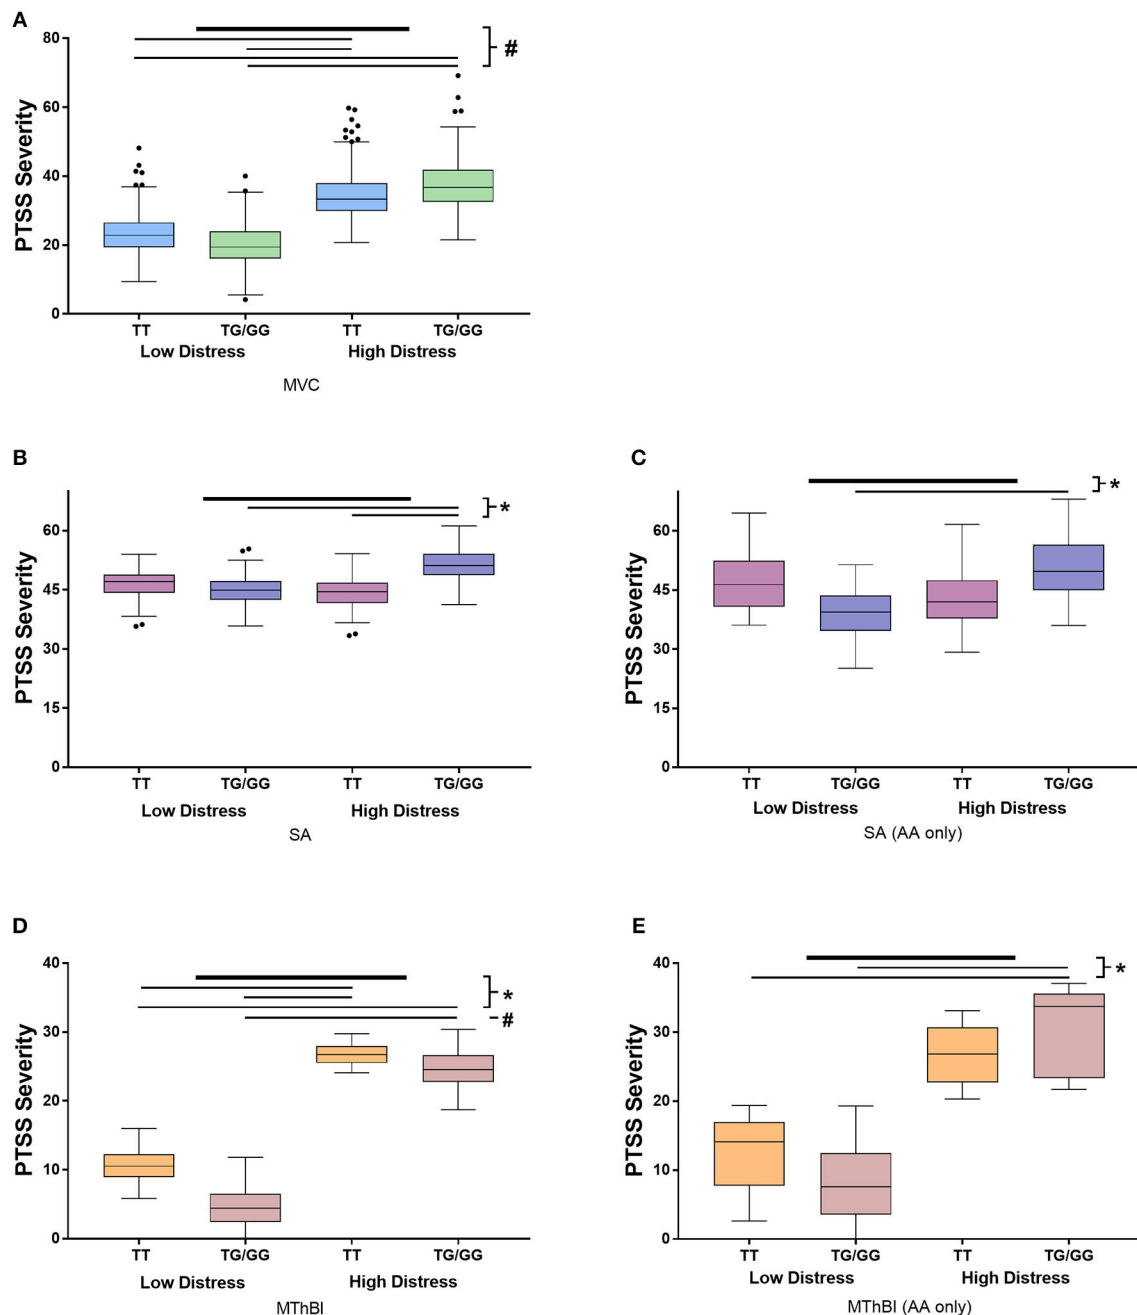 A
PTSS Severity
80
60
40
20
0
#
TT TG/GG TT TG/GG
Low Distress High Distress
MVC
B
PTSS Severity
60
45
30
15
0
*
TT TG/GG TT TG/GG
Low Distress High Distress
SA
C
PTSS Severity
60
45
30
15
0
*
TT TG/GG TT TG/GG
Low Distress High Distress
SA (AA only)
D
PTSS Severity
40
30
20
10
0
*
#
TT TG/GG TT TG/GG
Low Distress High Distress
MThBI
E
PTSS Severity
40
30
20
10
0
*
TT TG/GG TT TG/GG
Low Distress High Distress
MThBI (AA only)